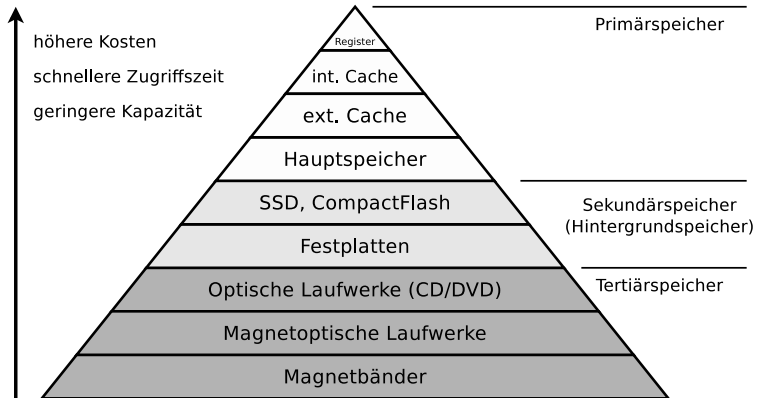 höhere Kosten
schnellere Zugriffszeit
geringere Kapazität
Register
int. Cache
ext. Cache
Hauptspeicher
SSD, CompactFlash
Festplatten
Optische Laufwerke (CD/DVD)
Magnetoptische Laufwerke
Magnetbänder
Primärspeicher
Sekundärspeicher
(Hintergrundspeicher)
Tertiärspeicher